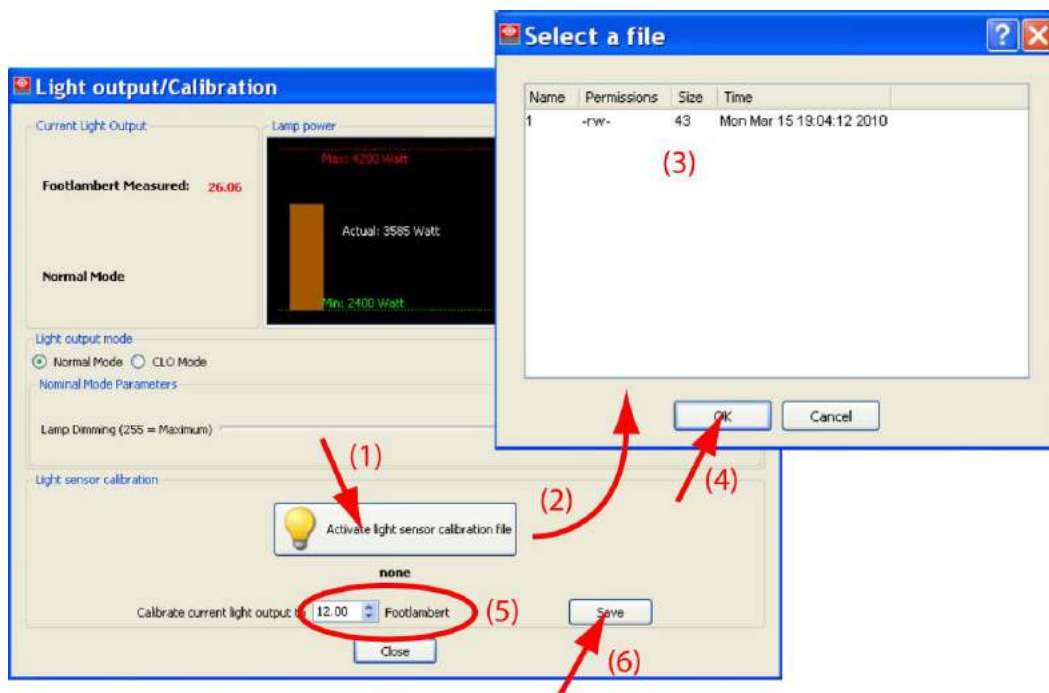 Select a file
Name Permissions Size Time
1 -rw- 43 Mon Mar 15 19:04:12 2010
(3)
OK Cancel
(4)
Light output/Calibration
Current Light Output
Footlambert Measured: 26.06
Normal Mode
Lamp power
Max: 4200 Watt
Actual: 3585 Watt
Min: 2400 Watt
Light output mode
Normal Mode CLO Mode
Nominal Mode Parameters
Lamp Dimming (255 = Maximum)
(1)
(2)
Light sensor calibration
Activate light sensor calibration file
none
Calibrate current light output 12.00 Footlambert (5) Save
(6)
Close